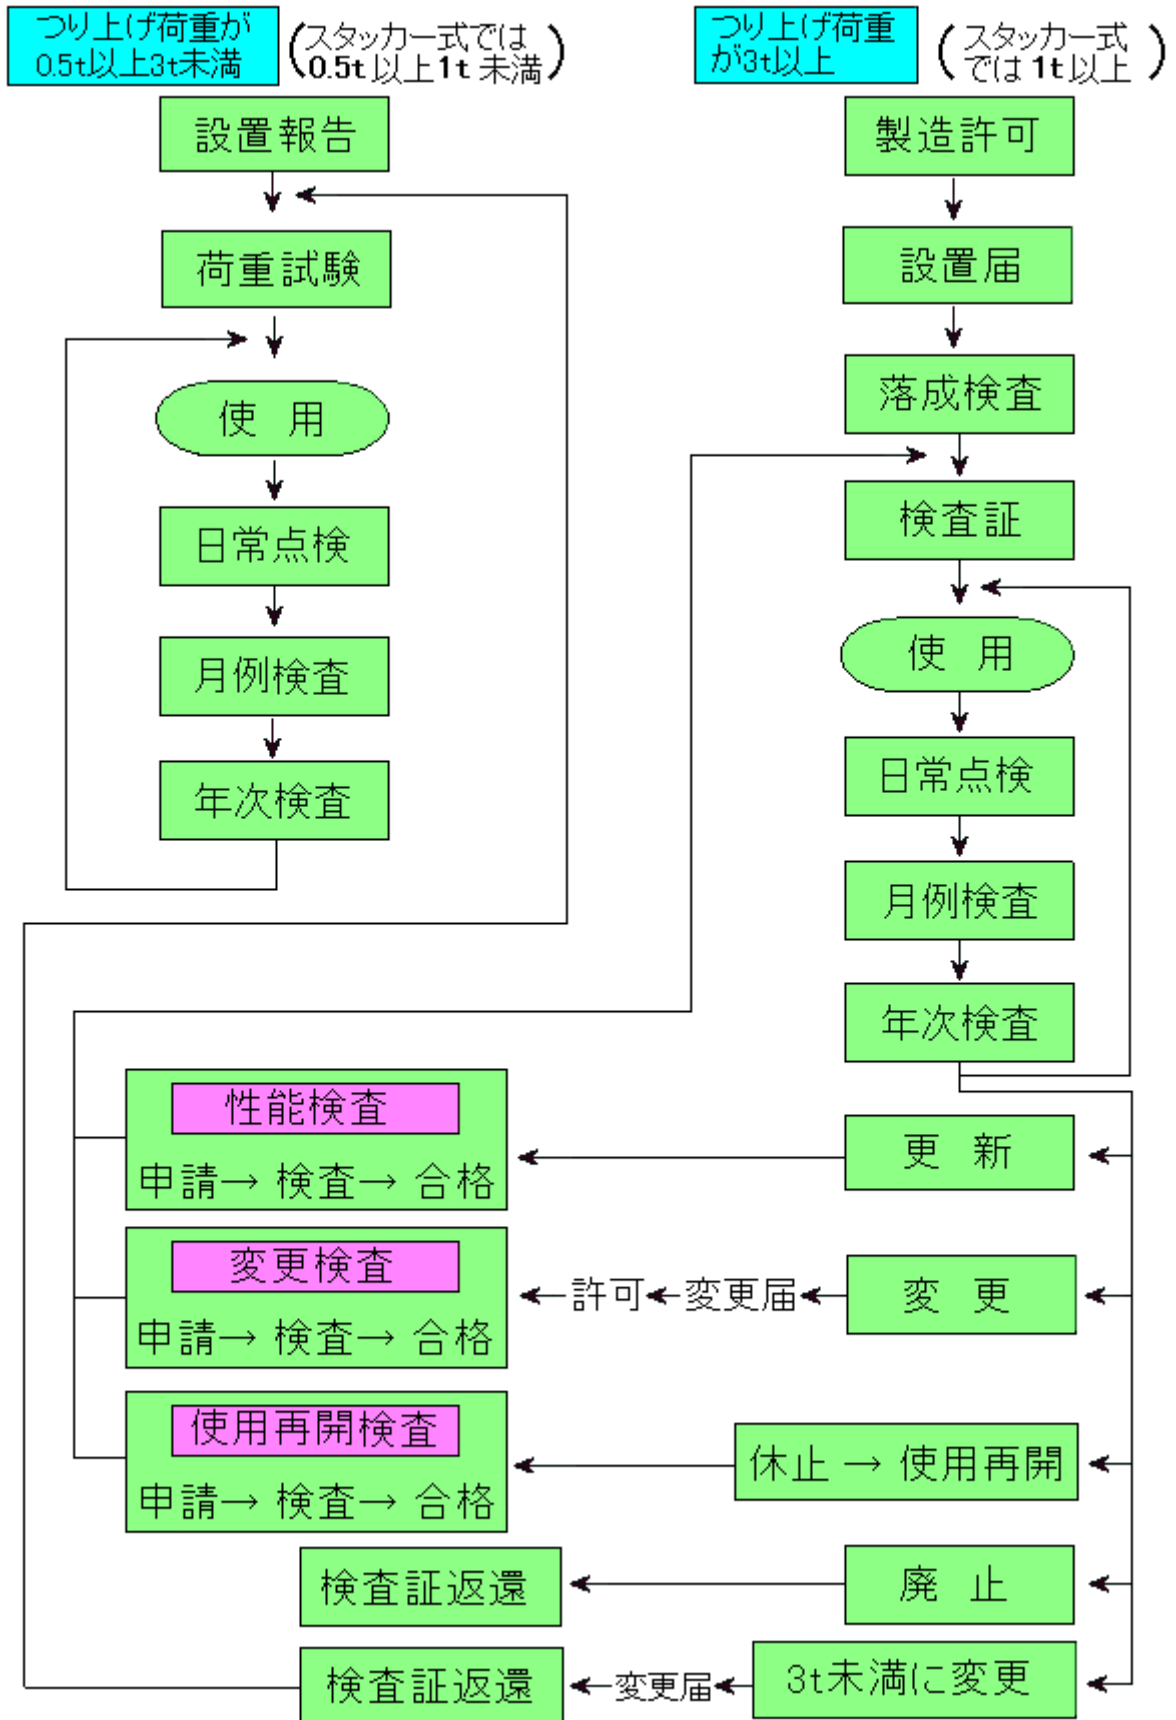 つり上げ荷重が
0.5t以上3t未満
(スタッカー式では
0.5t以上1t未満)
設置報告
荷重試験
使 用
日常点検
月例検査
年次検査
つり上げ荷重
が3t以上
(スタッカー式
では1t以上)
製造許可
設置届
落成検査
検査証
使 用
日常点検
月例検査
年次検査
性能検査
申請→検査→合格
更 新
変更検査
申請→検査→合格
許可
変更届
変 更
使用再開検査
申請→検査→合格
休止→使用再開
検査証返還
廃 止
検査証返還
変更届
3t未満に変更